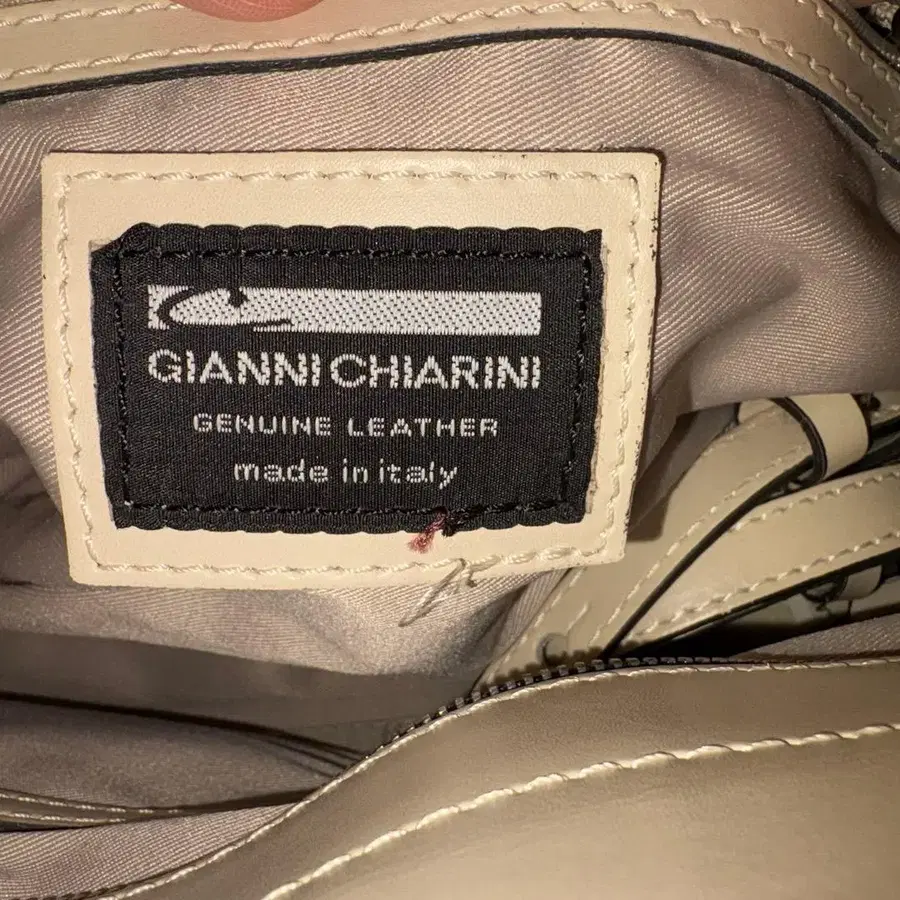 GIANNI CHIARINI
GENUINE LEATHER
made in italy